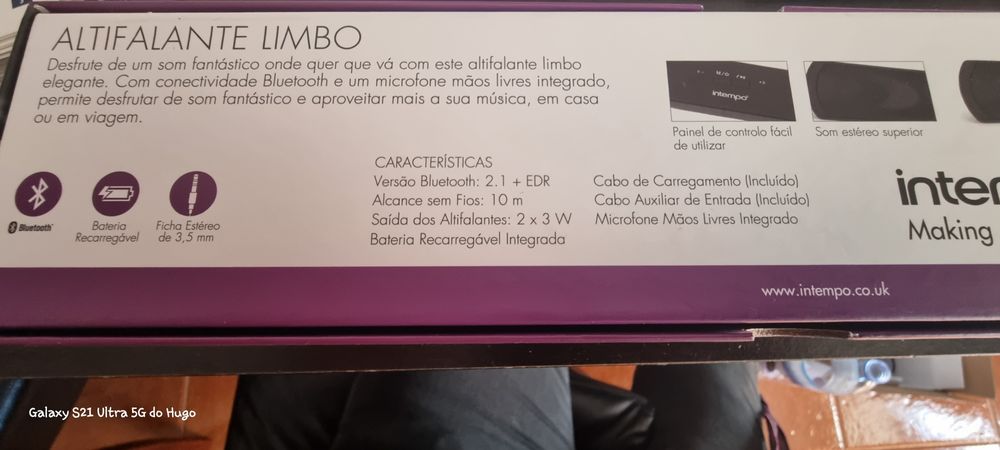 ALTIFALANTE LIMBO
Desfrute de um som fantástico onde quer que vá com este altifalante limbo
elegante. Com conectividade Bluetooth e um microfone mãos livres integrado,
permite desfrutar de som fantástico e aproveitar mais a sua música, em casa
ou em viagem.
intempo
Painel de controlo fácil
de utilizar
Som estéreo superior
Bluetooth
Bateria
Recarregável
Ficha Estéreo
de 3,5 mm
CARACTERÍSTICAS
Versão Bluetooth: 2.1 + EDR
Alcance sem Fios: 10 m
Saída dos Altifalantes: 2 x 3 W
Bateria Recarregável Integrada
Cabo de Carregamento (Incluído)
Cabo Auxiliar de Entrada (Incluído)
Microfone Mãos Livres Integrado
inte
Making
www.intempo.co.uk
Galaxy S21 Ultra 5G do Hugo